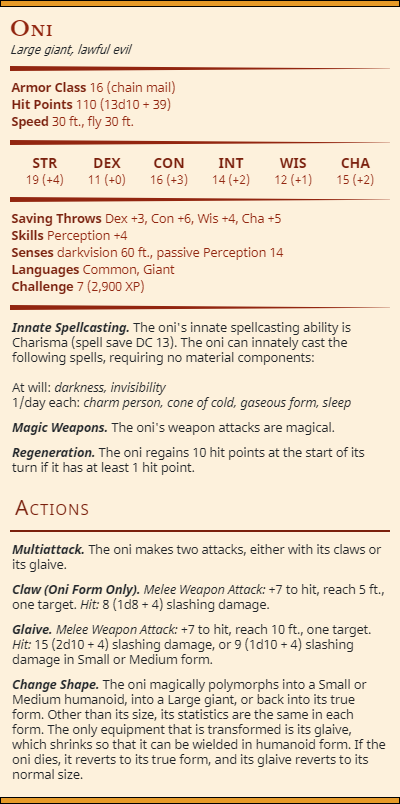 Oni
Large giant, lawful evil
Armor Class 16 (chain mail)
Hit Points 110 (13d10 + 39)
Speed 30 ft., fly 30 ft.
STR DEX CON INT WIS CHA
19 (+4) 11 (+0) 16 (+3) 14 (+2) 12 (+1) 15 (+2)
Saving Throws Dex +3, Con +6, Wis +4, Cha +5
Skills Perception +4
Senses darkvision 60 ft., passive Perception 14
Languages Common, Giant
Challenge 7 (2,900 XP)
Innate Spellcasting. The oni's innate spellcasting ability is
Charisma (spell save DC 13). The oni can innately cast the
following spells, requiring no material components:
At will: darkness, invisibility
1/day each: charm person, cone of cold, gaseous form, sleep
Magic Weapons. The oni's weapon attacks are magical.
Regeneration. The oni regains 10 hit points at the start of its
turn if it has at least 1 hit point.
Actions
Multiattack. The oni makes two attacks, either with its claws or
its glaive.
Claw (Oni Form Only). Melee Weapon Attack: +7 to hit, reach 5 ft.,
one target. Hit: 8 (1d8 + 4) slashing damage.
Glaive. Melee Weapon Attack: +7 to hit, reach 10 ft., one target.
Hit: 15 (2d10 + 4) slashing damage, or 9 (1d10 + 4) slashing
damage in Small or Medium form.
Change Shape. The oni magically polymorphs into a Small or
Medium humanoid, into a Large giant, or back into its true
form. Other than its size, its statistics are the same in each
form. The only equipment that is transformed is its glaive,
which shrinks so that it can be wielded in humanoid form. If the
oni dies, it reverts to its true form, and its glaive reverts to its
normal size.